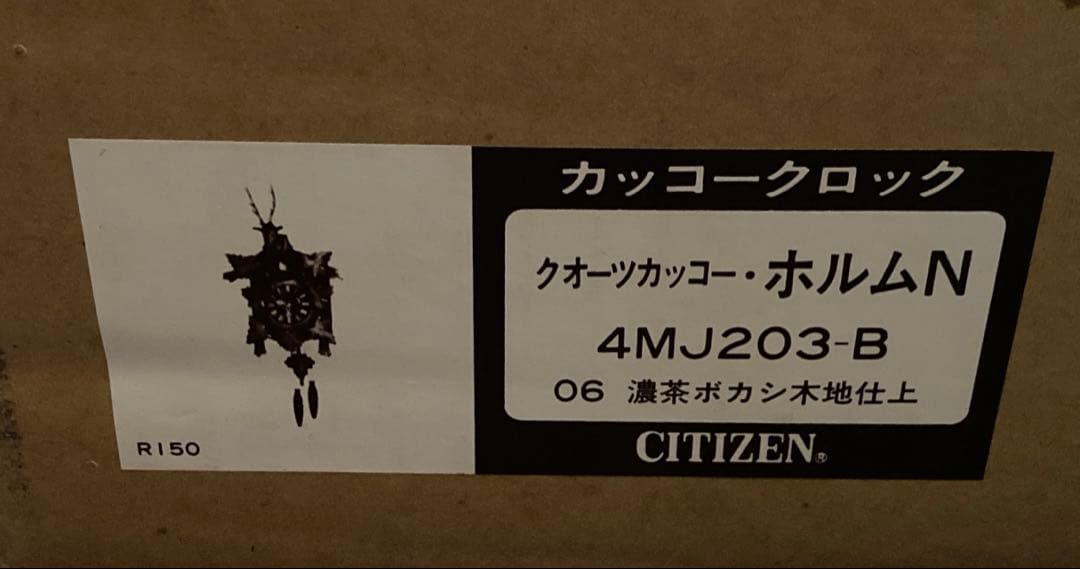 カッコークロック
クオーツカッコー・ホルムN
4MJ203-B
06 濃茶ボカシ木地仕上
CITIZEN®
R150